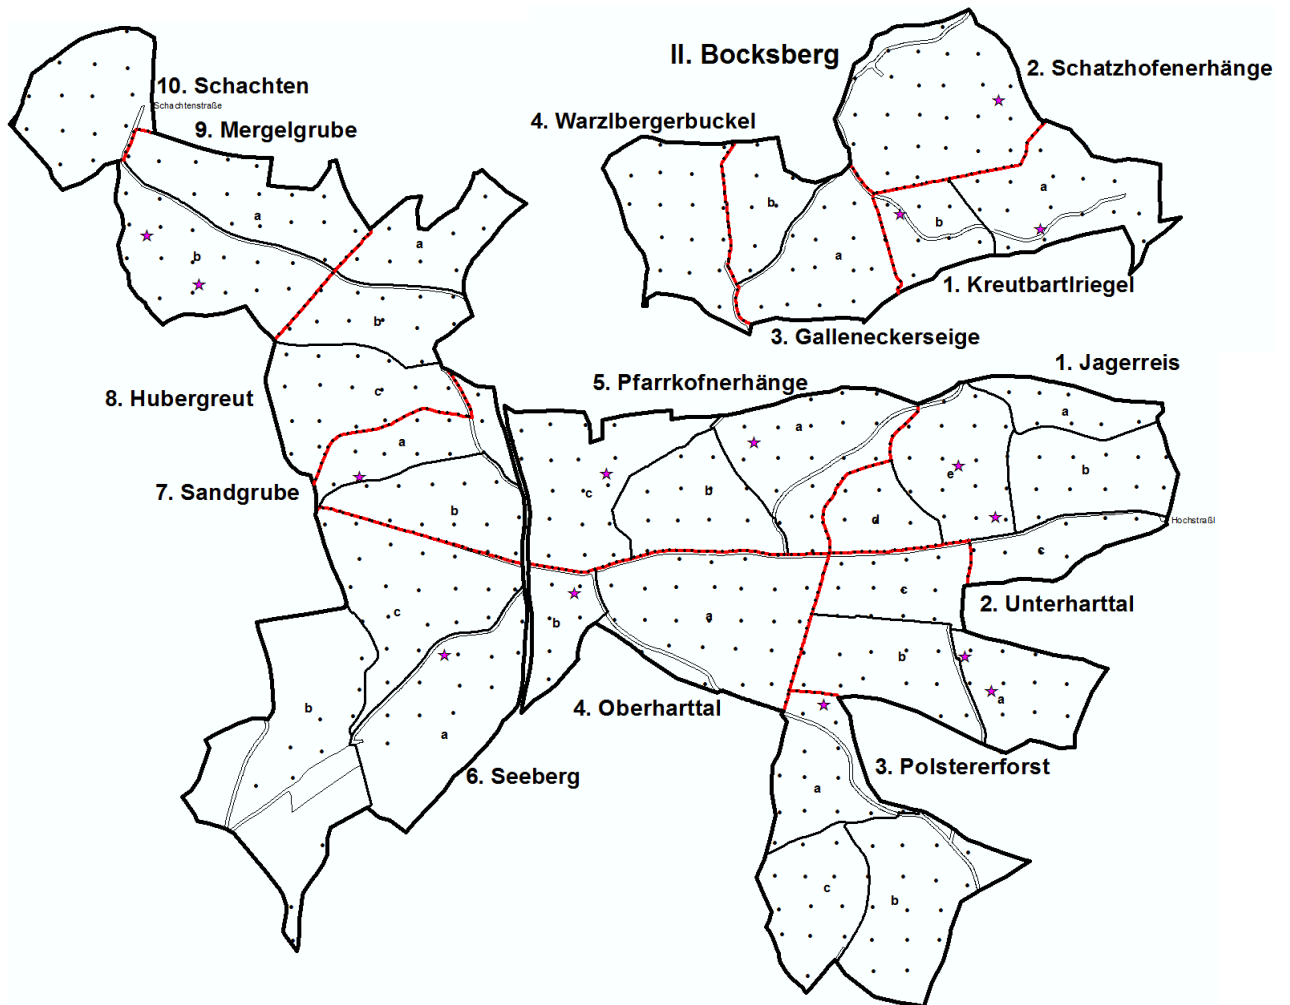 II. Bocksberg
2. Schatzhofenerhänge
10. Schachten
Schachtenstraße
4. Warzlbergerbuckel
9. Mergelgrube
a
b
a
a
b
b
a
1. Kreutbartlriegel
b
3. Galleneckerseige
1. Jagerreis
5. Pfarrkofnerhänge
c
8. Hubergreut
a
a
a
b
e
c
b
7. Sandgrube
b
d
Hochstraßl
c
c
2. Unterharttal
c
a
b
b
a
b
4. Oberharttal
a
3. Polstererforst
6. Seeberg
a
c
b